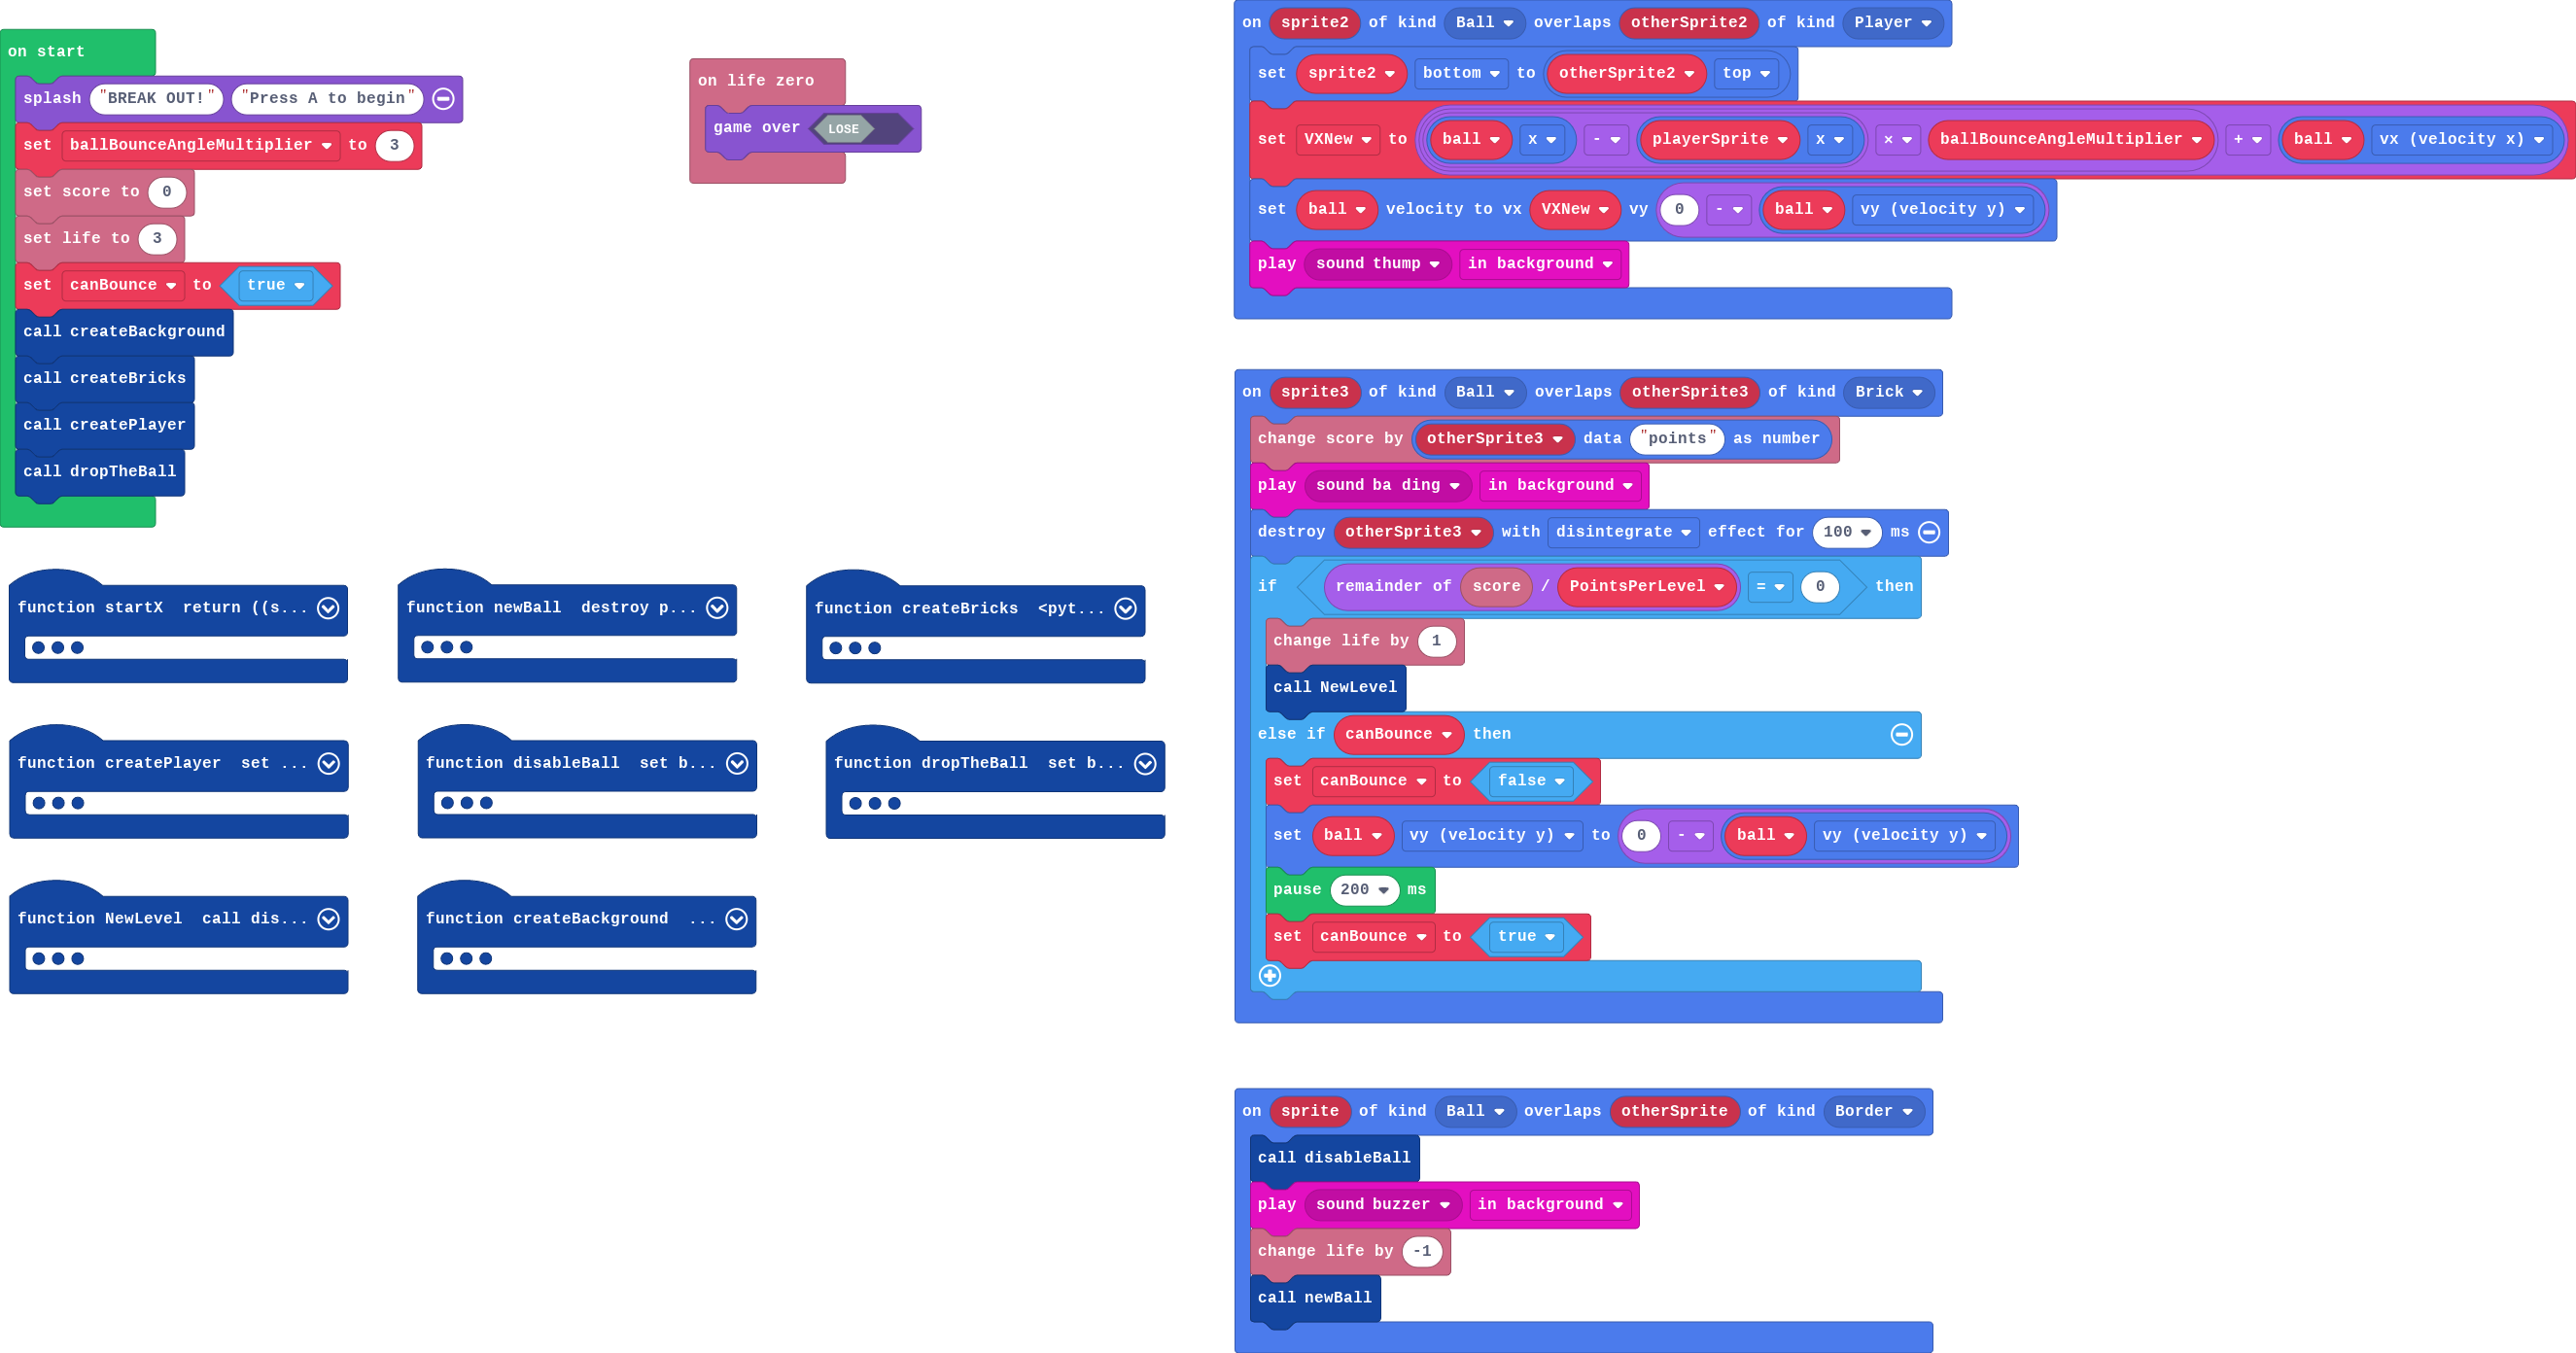 on start
splash "BREAK OUT!" "Press A to begin"
set ballBounceAngleMultiplier to 3
set score to 0
set life to 3
set canBounce to true
call createBackground
call createBricks
call createPlayer
call dropTheBall
on life zero
game over LOSE
function startX return ((s...
function newBall destroy p...
function createBricks <pyt...
function createPlayer set ...
function disableBall set b...
function dropTheBall set b...
function NewLevel call dis...
function createBackground ...
on sprite2 of kind Ball overlaps otherSprite2 of kind Player
set sprite2 bottom to otherSprite2 top
set VXNew to ball x - playerSprite x × ballBounceAngleMultiplier + ball vx (velocity x)
set ball velocity to vx VXNew vy 0 - ball vy (velocity y)
play sound thump in background
on sprite3 of kind Ball overlaps otherSprite3 of kind Brick
change score by otherSprite3 data "points" as number
play sound ba ding in background
destroy otherSprite3 with disintegrate effect for 100 ms
if remainder of score / PointsPerLevel = 0 then
change life by 1
call NewLevel
else if canBounce then
set canBounce to false
set ball vy (velocity y) to 0 - ball vy (velocity y)
pause 200 ms
set canBounce to true
on sprite of kind Ball overlaps otherSprite of kind Border
call disableBall
play sound buzzer in background
change life by -1
call newBall